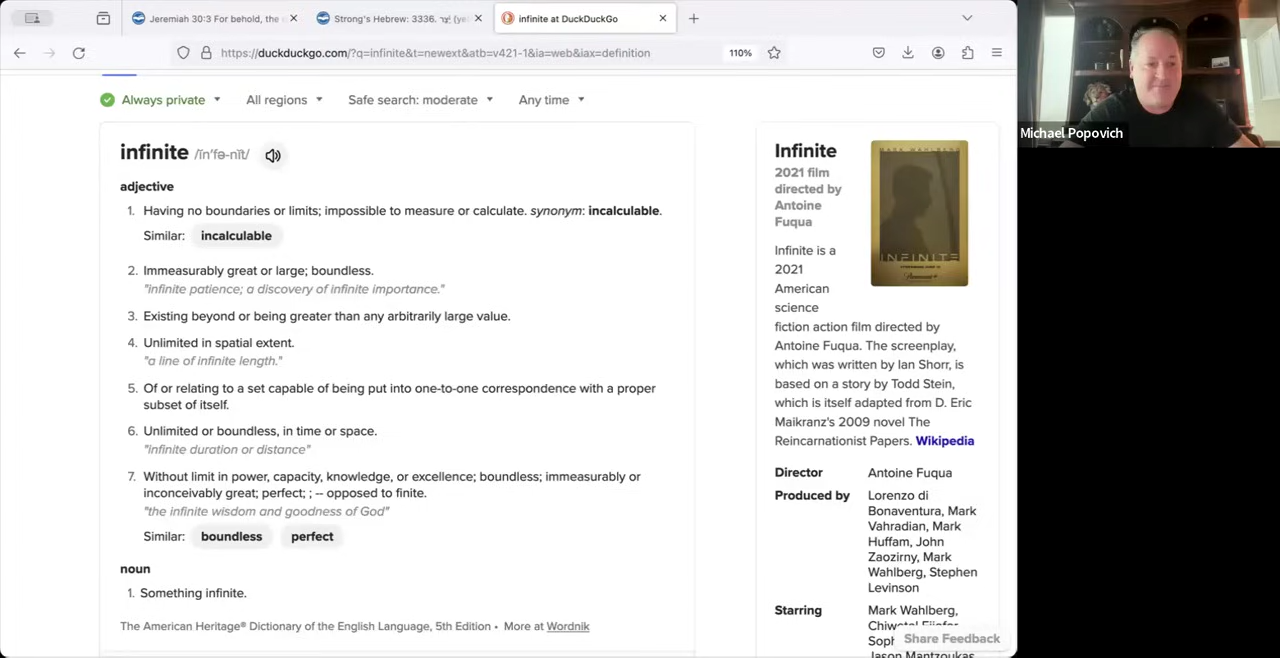 Jeremiah 30:3 For behold, the
Strong's Hebrew: 3336.
infinite at DuckDuckGo
https://duckduckgo.com/?q=infinite&t=newext&atb=v421-1&ia=web&iax=definition
110%
Always private
All regions
Safe search: moderate
Any time
infinite /ĭn′fə-nĭt/
adjective
1. Having no boundaries or limits; impossible to measure or calculate. synonym: incalculable.
Similar: incalculable
2. Immeasurably great or large; boundless.
"infinite patience; a discovery of infinite importance."
3. Existing beyond or being greater than any arbitrarily large value.
4. Unlimited in spatial extent.
"a line of infinite length."
5. Of or relating to a set capable of being put into one-to-one correspondence with a proper
subset of itself.
6. Unlimited or boundless, in time or space.
"infinite duration or distance"
7. Without limit in power, capacity, knowledge, or excellence; boundless; immeasurably or
inconceivably great; perfect; ; -- opposed to finite.
"the infinite wisdom and goodness of God"
Similar: boundless perfect
noun
1. Something infinite.
The American Heritage® Dictionary of the English Language, 5th Edition • More at Wordnik
Infinite
2021 film
directed by
Antoine
Fuqua
MARK WAHLBERG
INFINITE
Infinite is a
2021
American
science
fiction action film directed by
Antoine Fuqua. The screenplay,
which was written by Ian Shorr, is
based on a story by Todd Stein,
which is itself adapted from D. Eric
Maikranz's 2009 novel The
Reincarnationist Papers. Wikipedia
Director Antoine Fuqua
Produced by Lorenzo di
Bonaventura, Mark
Vahradian, Mark
Huffam, John
Zaozirny, Mark
Wahlberg, Stephen
Levinson
Starring Mark Wahlberg,
Chiwetel Ejiofor
Soph
Jason Mantzoukas
Share Feedback
Michael Popovich